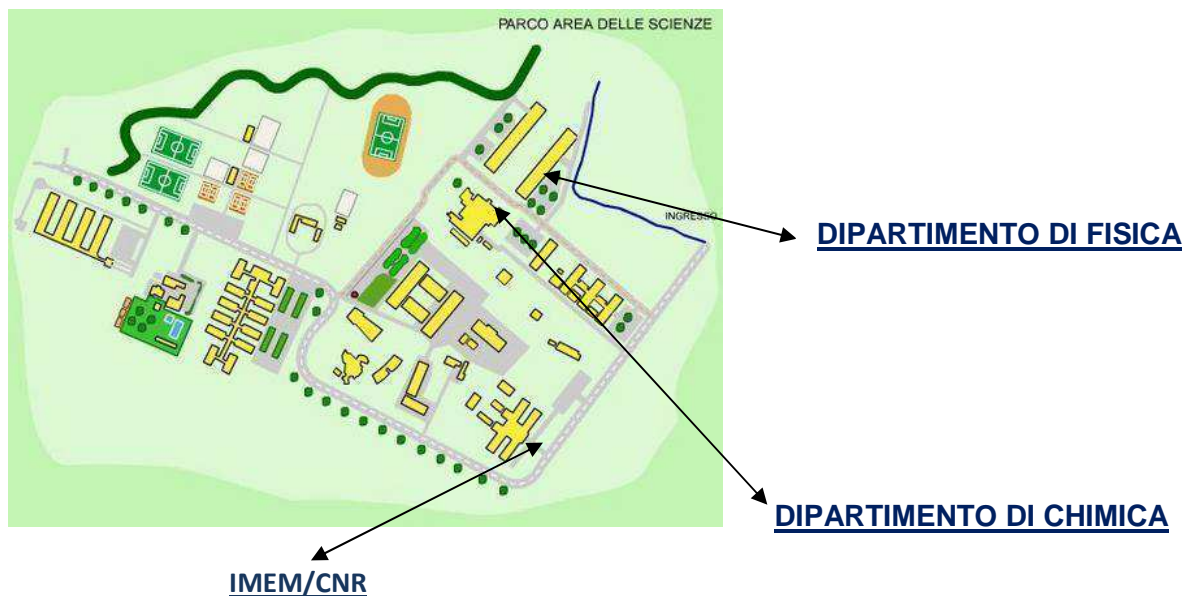 PARCO AREA DELLE SCIENZE
INGRESSO
DIPARTIMENTO DI FISICA
DIPARTIMENTO DI CHIMICA
IMEM/CNR